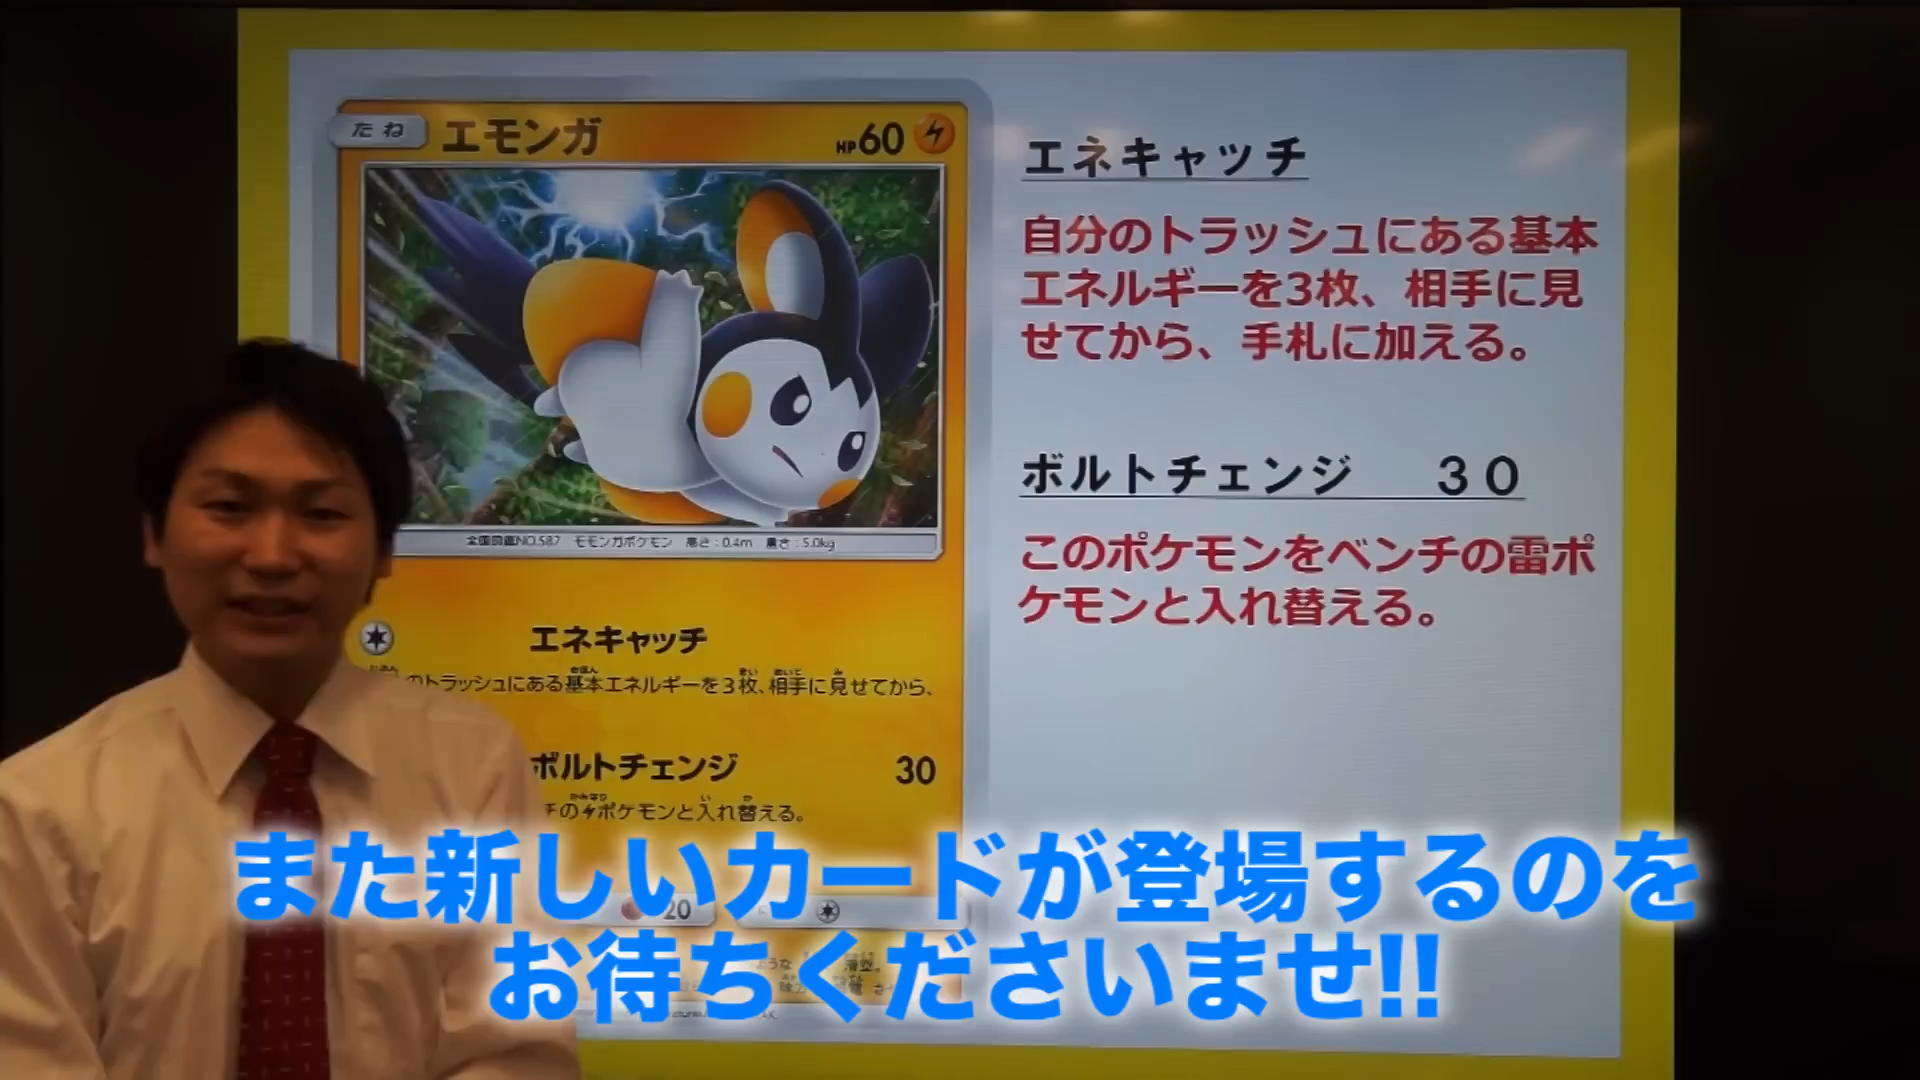 たね エモンガ HP60
全国図鑑NO.587 モモンガポケモン 高さ：0.4m 重さ：5.0kg
エネキャッチ
のトラッシュにある基本エネルギーを3枚、相手に見せてから、
ボルトチェンジ 30
チのポケモンと入れ替える。
20
エネキャッチ
自分のトラッシュにある基本
エネルギーを3枚、相手に見
せてから、手札に加える。
ボルトチェンジ 30
このポケモンをベンチの雷ポ
ケモンと入れ替える。
また新しいカードが登場するのを
お待ちくださいませ!!